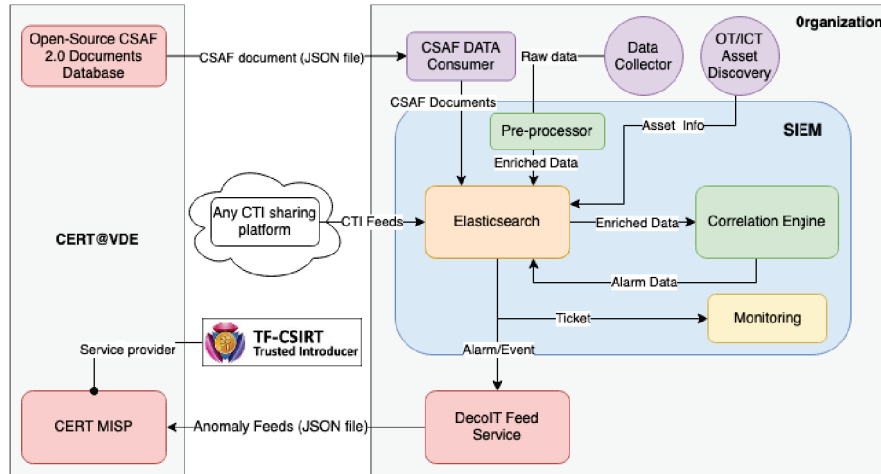 0rganization
Open-Source CSAF
2.0 Documents
Database
CSAF document (JSON file)
CSAF DATA
Consumer
Raw data
Data
Collector
OT/ICT
Asset
Discovery
CSAF Documents
Pre-processor
Asset Info
SIEM
Enriched Data
Any CTI sharing
platform
CTI Feeds
Elasticsearch
Enriched Data
Correlation Engine
CERT@VDE
Alarm Data
TF-CSIRT
Trusted Introducer
Ticket
Monitoring
Service provider
Alarm/Event
CERT MISP
Anomaly Feeds (JSON file)
DecoIT Feed
Service